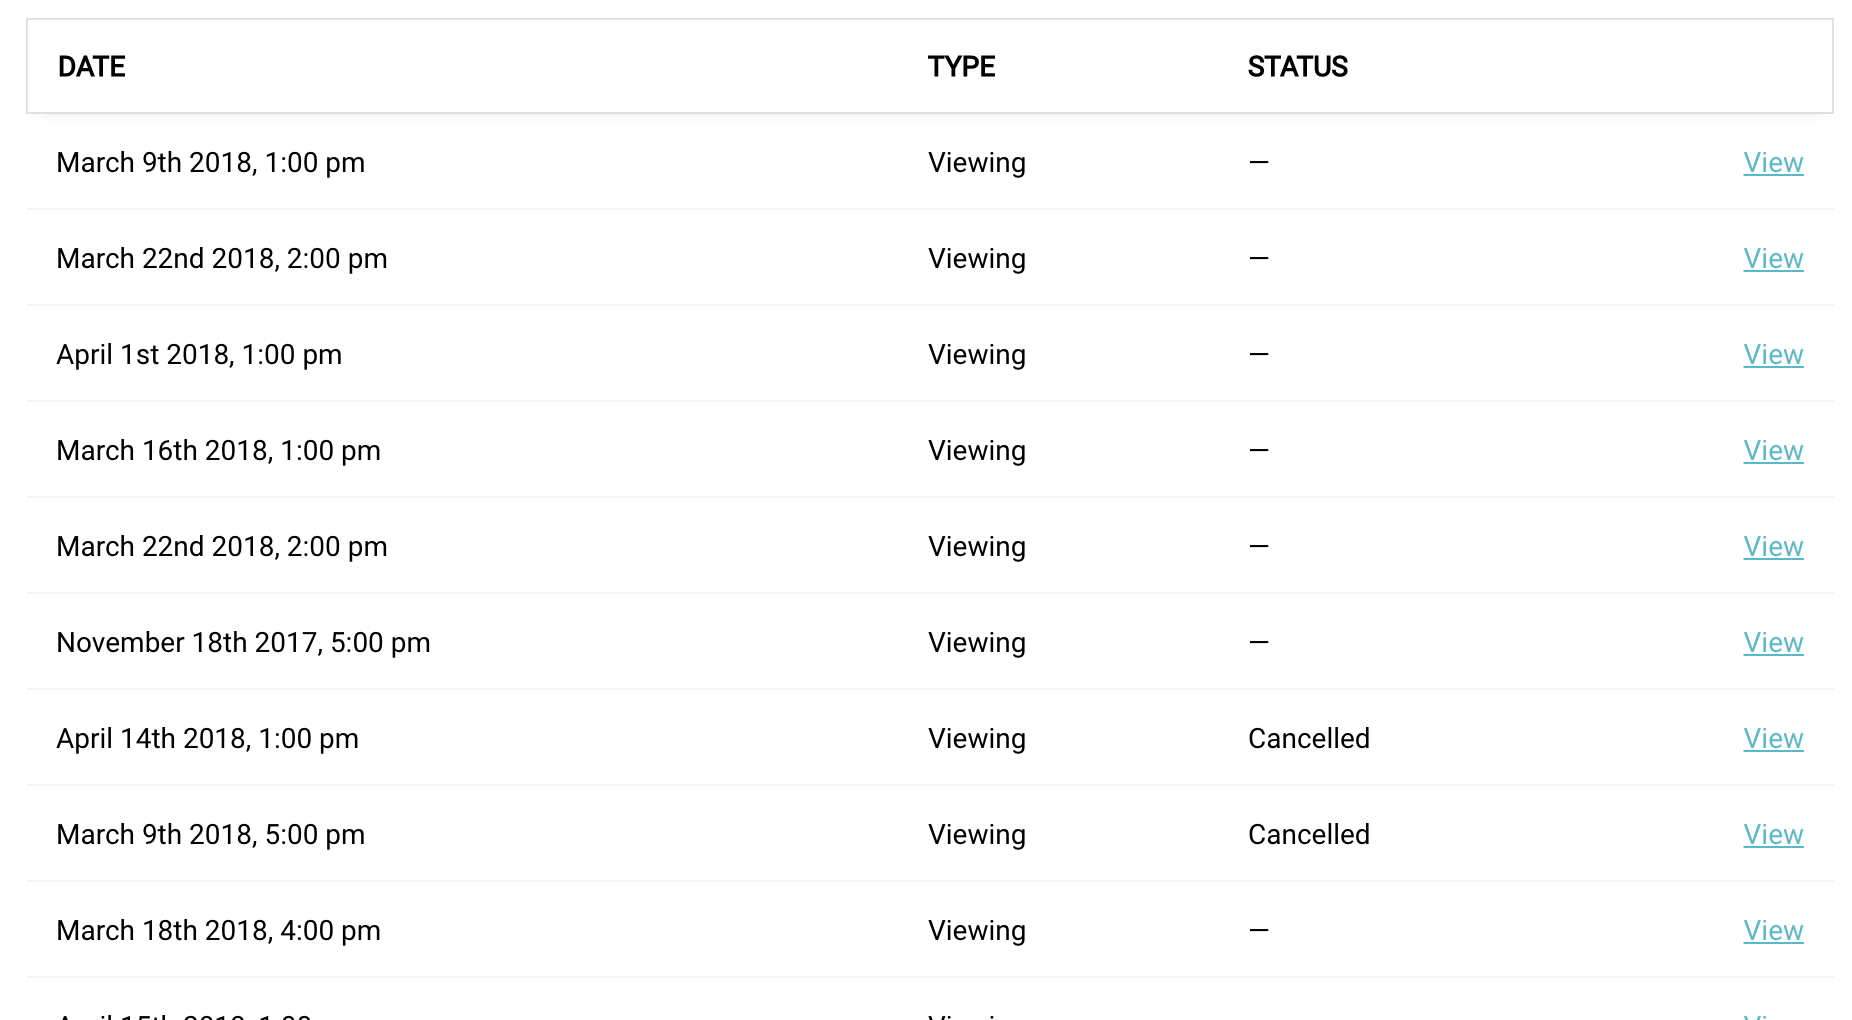 DATE TYPE STATUS
March 9th 2018, 1:00 pm Viewing — View
March 22nd 2018, 2:00 pm Viewing — View
April 1st 2018, 1:00 pm Viewing — View
March 16th 2018, 1:00 pm Viewing — View
March 22nd 2018, 2:00 pm Viewing — View
November 18th 2017, 5:00 pm Viewing — View
April 14th 2018, 1:00 pm Viewing Cancelled View
March 9th 2018, 5:00 pm Viewing Cancelled View
March 18th 2018, 4:00 pm Viewing — View